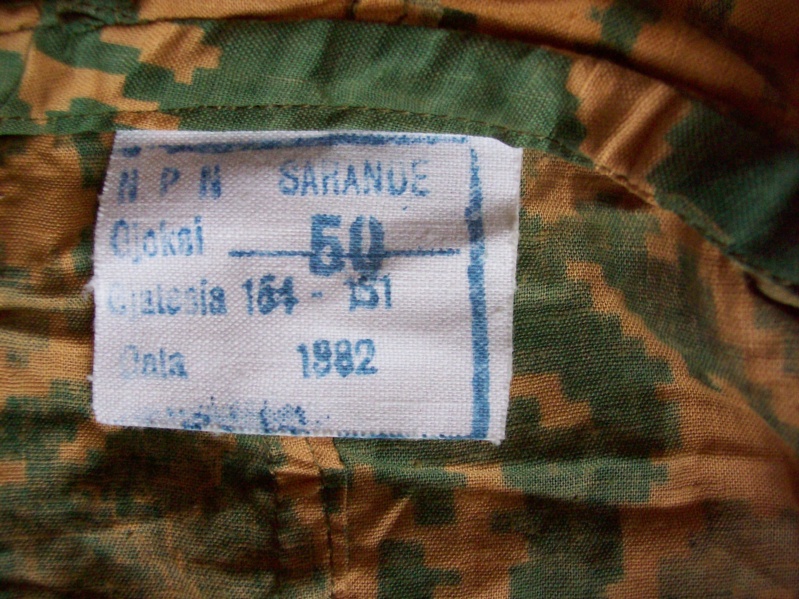 N P N SARANDE
Gjoksi 50
Gjatesia 164 - 151
Data 1982